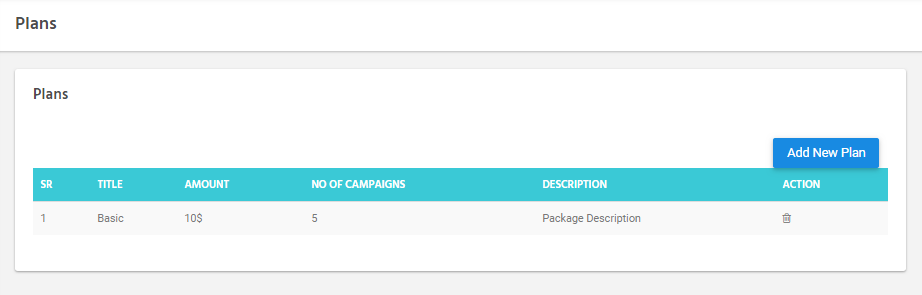 Plans
Plans
Add New Plan
SR TITLE AMOUNT NO OF CAMPAIGNS DESCRIPTION ACTION
1 Basic 10$ 5 Package Description